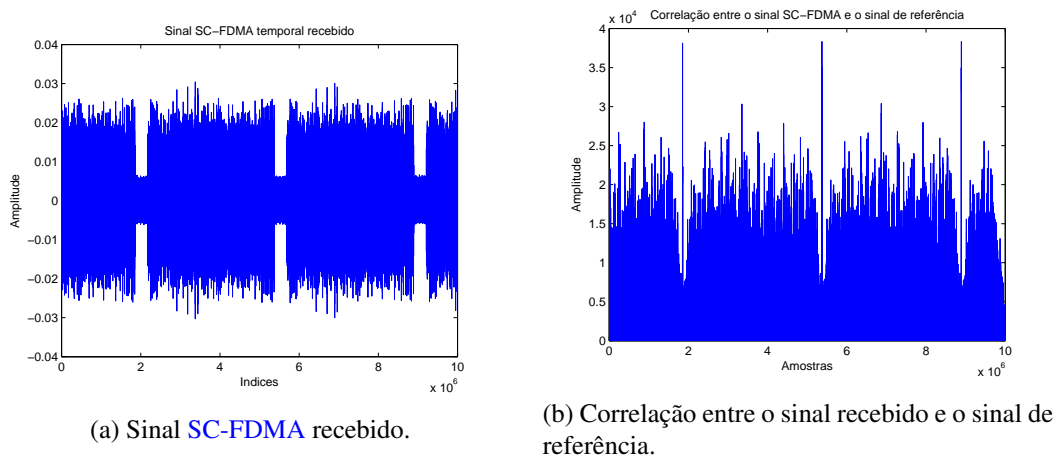 Sinal SC−FDMA temporal recebido
0.04
0.03
0.02
0.01
0
−0.01
−0.02
−0.03
−0.04
Amplitude
0 2 4 6 8 10
x 10^6
Indices
(a) Sinal SC-FDMA recebido.
Correlação entre o sinal SC−FDMA e o sinal de referência
x 10^4
4
3.5
3
2.5
2
1.5
1
0.5
0
Amplitude
0 2 4 6 8 10
x 10^6
Amostras
(b) Correlação entre o sinal recebido e o sinal de
referência.